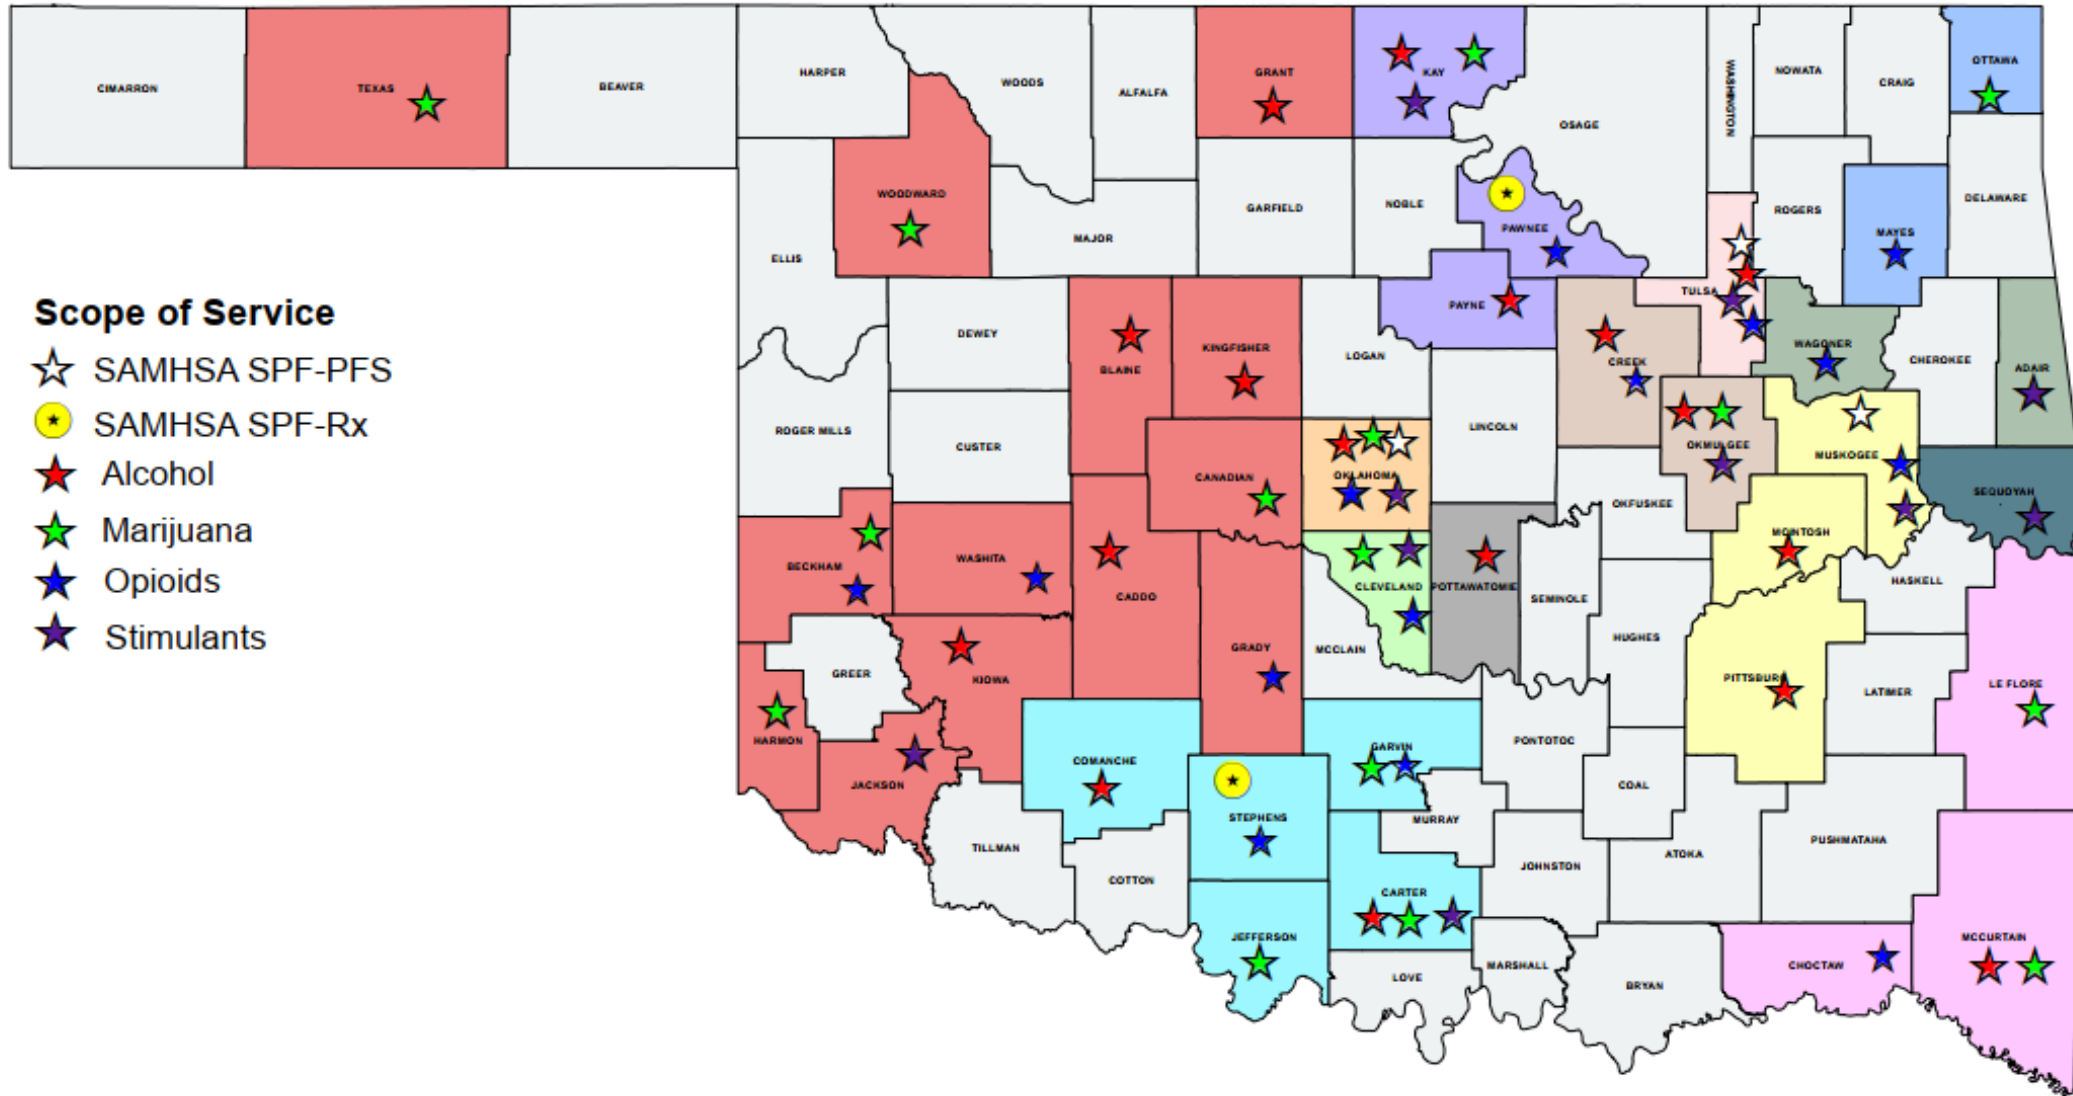 CIMARRON
TEXAS
BEAVER
HARPER
WOODS
ALFALFA
GRANT
KAY
OSAGE
WASHINGTON
NOWATA
CRAIG
OTTAWA
WOODWARD
ELLIS
MAJOR
GARFIELD
NOBLE
PAWNEE
ROGERS
MAYES
DELAWARE
Scope of Service
SAMHSA SPF-PFS
SAMHSA SPF-Rx
Alcohol
Marijuana
Opioids
Stimulants
DEWEY
BLAINE
KINGFISHER
LOGAN
PAYNE
CREEK
TULSA
WAGONER
CHEROKEE
ADAIR
ROGER MILLS
CUSTER
CANADIAN
OKLAHOMA
LINCOLN
OKMULGEE
MUSKOGEE
SEQUOYAH
BECKHAM
WASHITA
CADDO
GRADY
MCCLAIN
CLEVELAND
POTTAWATOMIE
SEMINOLE
OKFUSKEE
HUGHES
MCINTOSH
HASKELL
GREER
KIOWA
HARMON
JACKSON
COMANCHE
STEPHENS
GARVIN
PONTOTOC
COAL
PITTSBURG
LATIMER
LE FLORE
TILLMAN
COTTON
JEFFERSON
MURRAY
CARTER
JOHNSTON
ATOKA
PUSHMATAHA
LOVE
MARSHALL
BRYAN
CHOCTAW
MCCURTAIN